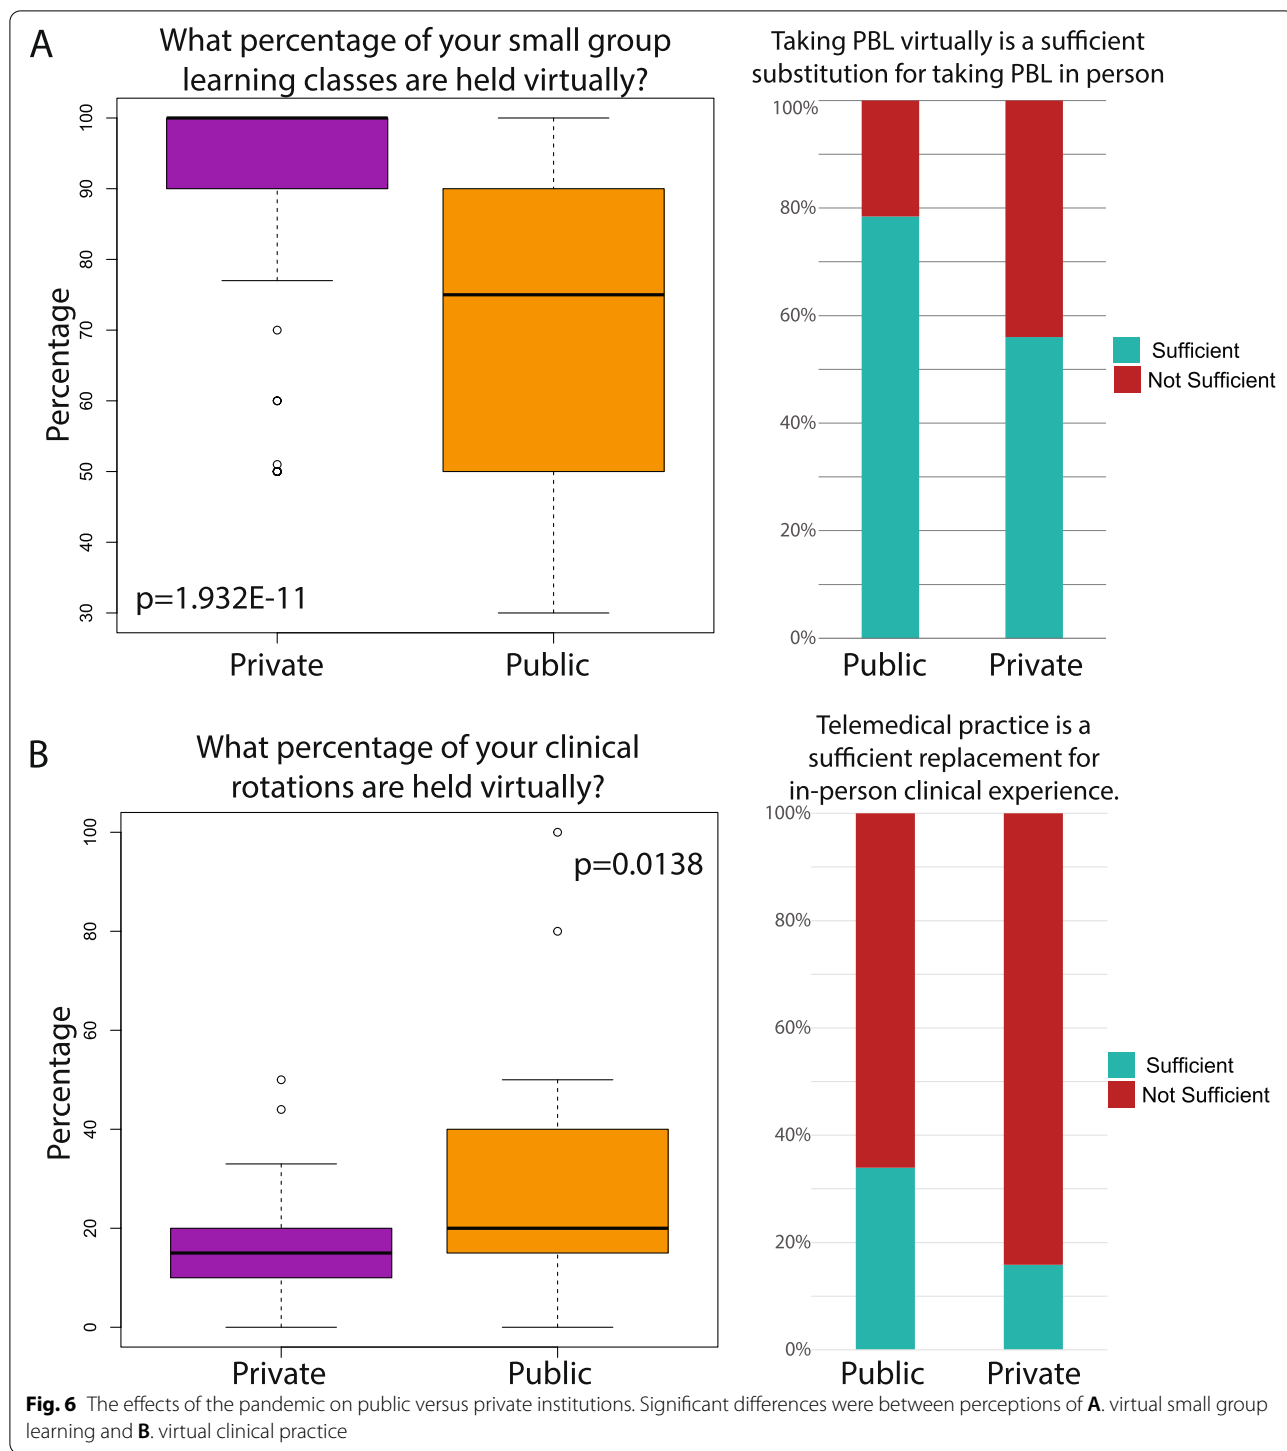 A
What percentage of your small group
learning classes are held virtually?
Percentage
100
90
80
70
60
50
40
30
p=1.932E-11
Private
Public
Taking PBL virtually is a sufficient
substitution for taking PBL in person
100%
80%
60%
40%
20%
0%
Public
Private
Sufficient
Not Sufficient
B
What percentage of your clinical
rotations are held virtually?
Percentage
100
80
60
40
20
0
p=0.0138
Private
Public
Telemedical practice is a
sufficient replacement for
in-person clinical experience.
100%
80%
60%
40%
20%
0%
Public
Private
Sufficient
Not Sufficient
Fig. 6 The effects of the pandemic on public versus private institutions. Significant differences were between perceptions of A. virtual small group
learning and B. virtual clinical practice